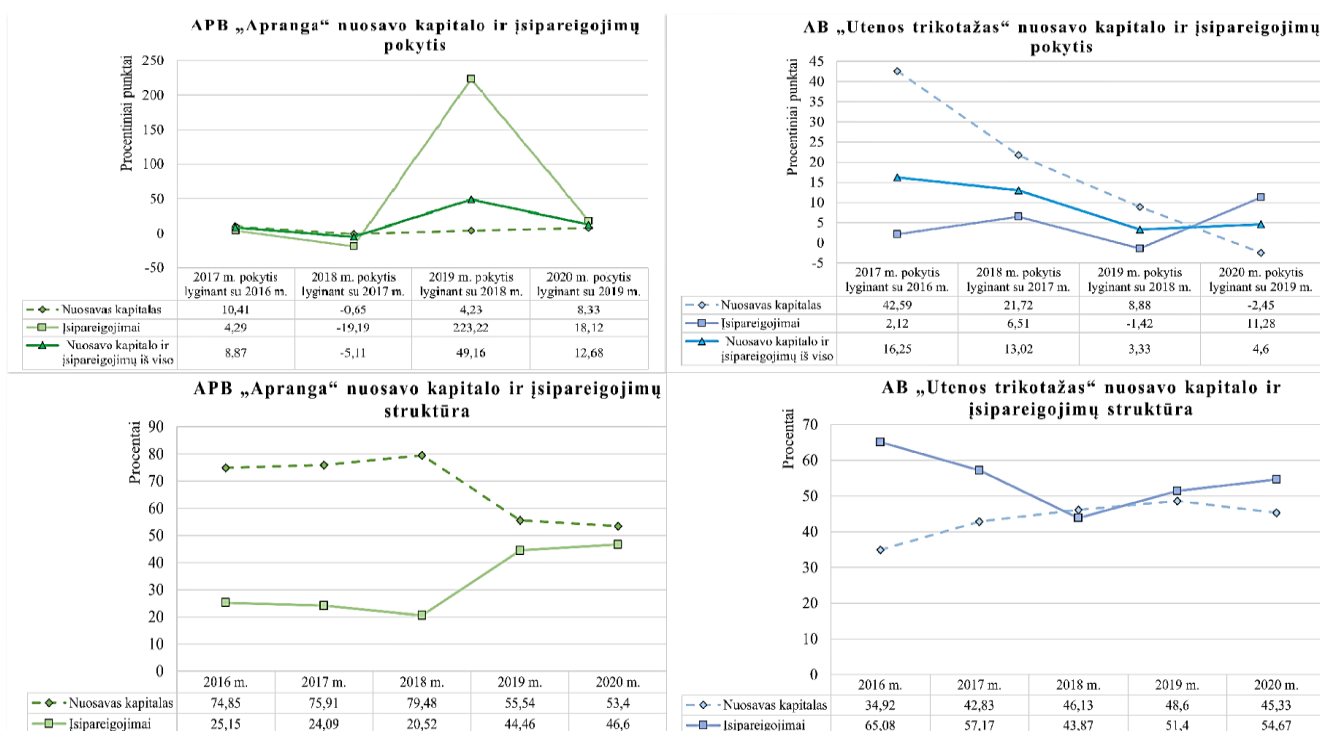 APB „Apranga“ nuosavo kapitalo ir įsipareigojimų
pokytis
Procentiniai punktai
250
200
150
100
50
0
-50
2017 m. pokytis
lyginant su 2016 m.
2018 m. pokytis
lyginant su 2017 m.
2019 m. pokytis
lyginant su 2018 m.
2020 m. pokytis
lyginant su 2019 m.
Nuosavas kapitalas 10,41 -0,65 4,23 8,33
Įsipareigojimai 4,29 -19,19 223,22 18,12
Nuosavo kapitalo ir
įsipareigojimų iš viso 8,87 -5,11 49,16 12,68
AB „Utenos trikotažas“ nuosavo kapitalo ir įsipareigojimų
pokytis
Procentiniai punktai
45
40
35
30
25
20
15
10
5
0
-5
2017 m. pokytis
lyginant su 2016 m.
2018 m. pokytis
lyginant su 2017 m.
2019 m. pokytis
lyginant su 2018 m.
2020 m. pokytis
lyginant su 2019 m.
Nuosavas kapitalas 42,59 21,72 8,88 -2,45
Įsipareigojimai 2,12 6,51 -1,42 11,28
Nuosavo kapitalo ir
įsipareigojimų iš viso 16,25 13,02 3,33 4,6
APB „Apranga“ nuosavo kapitalo ir įsipareigojimų
struktūra
Procentai
90
80
70
60
50
40
30
20
10
0
2016 m. 2017 m. 2018 m. 2019 m. 2020 m.
Nuosavas kapitalas 74,85 75,91 79,48 55,54 53,4
Įsipareigojimai 25,15 24,09 20,52 44,46 46,6
AB „Utenos trikotažas“ nuosavo kapitalo ir
įsipareigojimų struktūra
Procentai
70
60
50
40
30
20
10
0
2016 m. 2017 m. 2018 m. 2019 m. 2020 m.
Nuosavas kapitalas 34,92 42,83 46,13 48,6 45,33
Įsipareigojimai 65,08 57,17 43,87 51,4 54,67